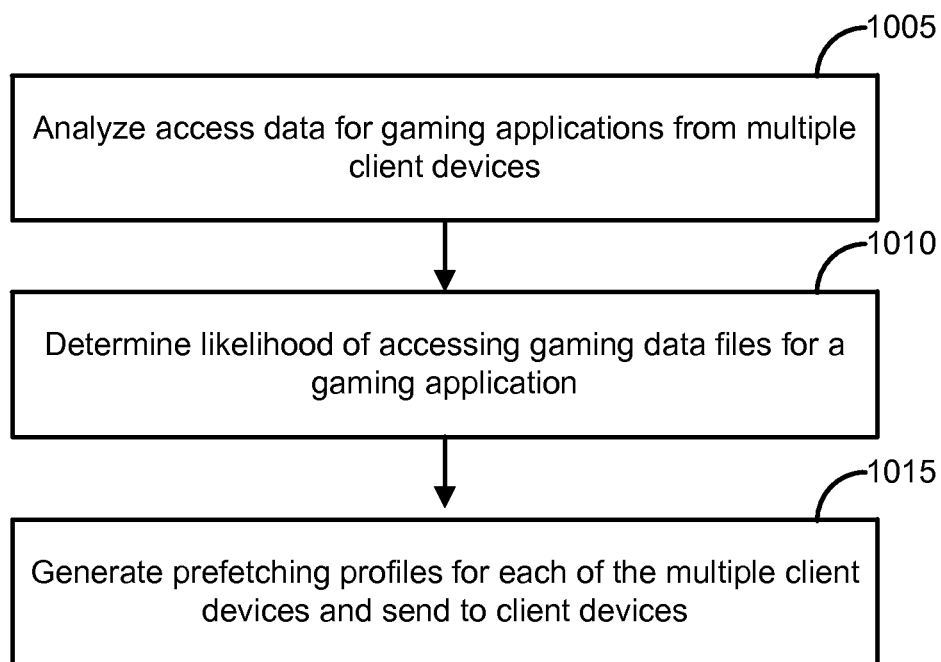 1005
Analyze access data for gaming applications from multiple
client devices
1010
Determine likelihood of accessing gaming data files for a
gaming application
1015
Generate prefetching profiles for each of the multiple client
devices and send to client devices